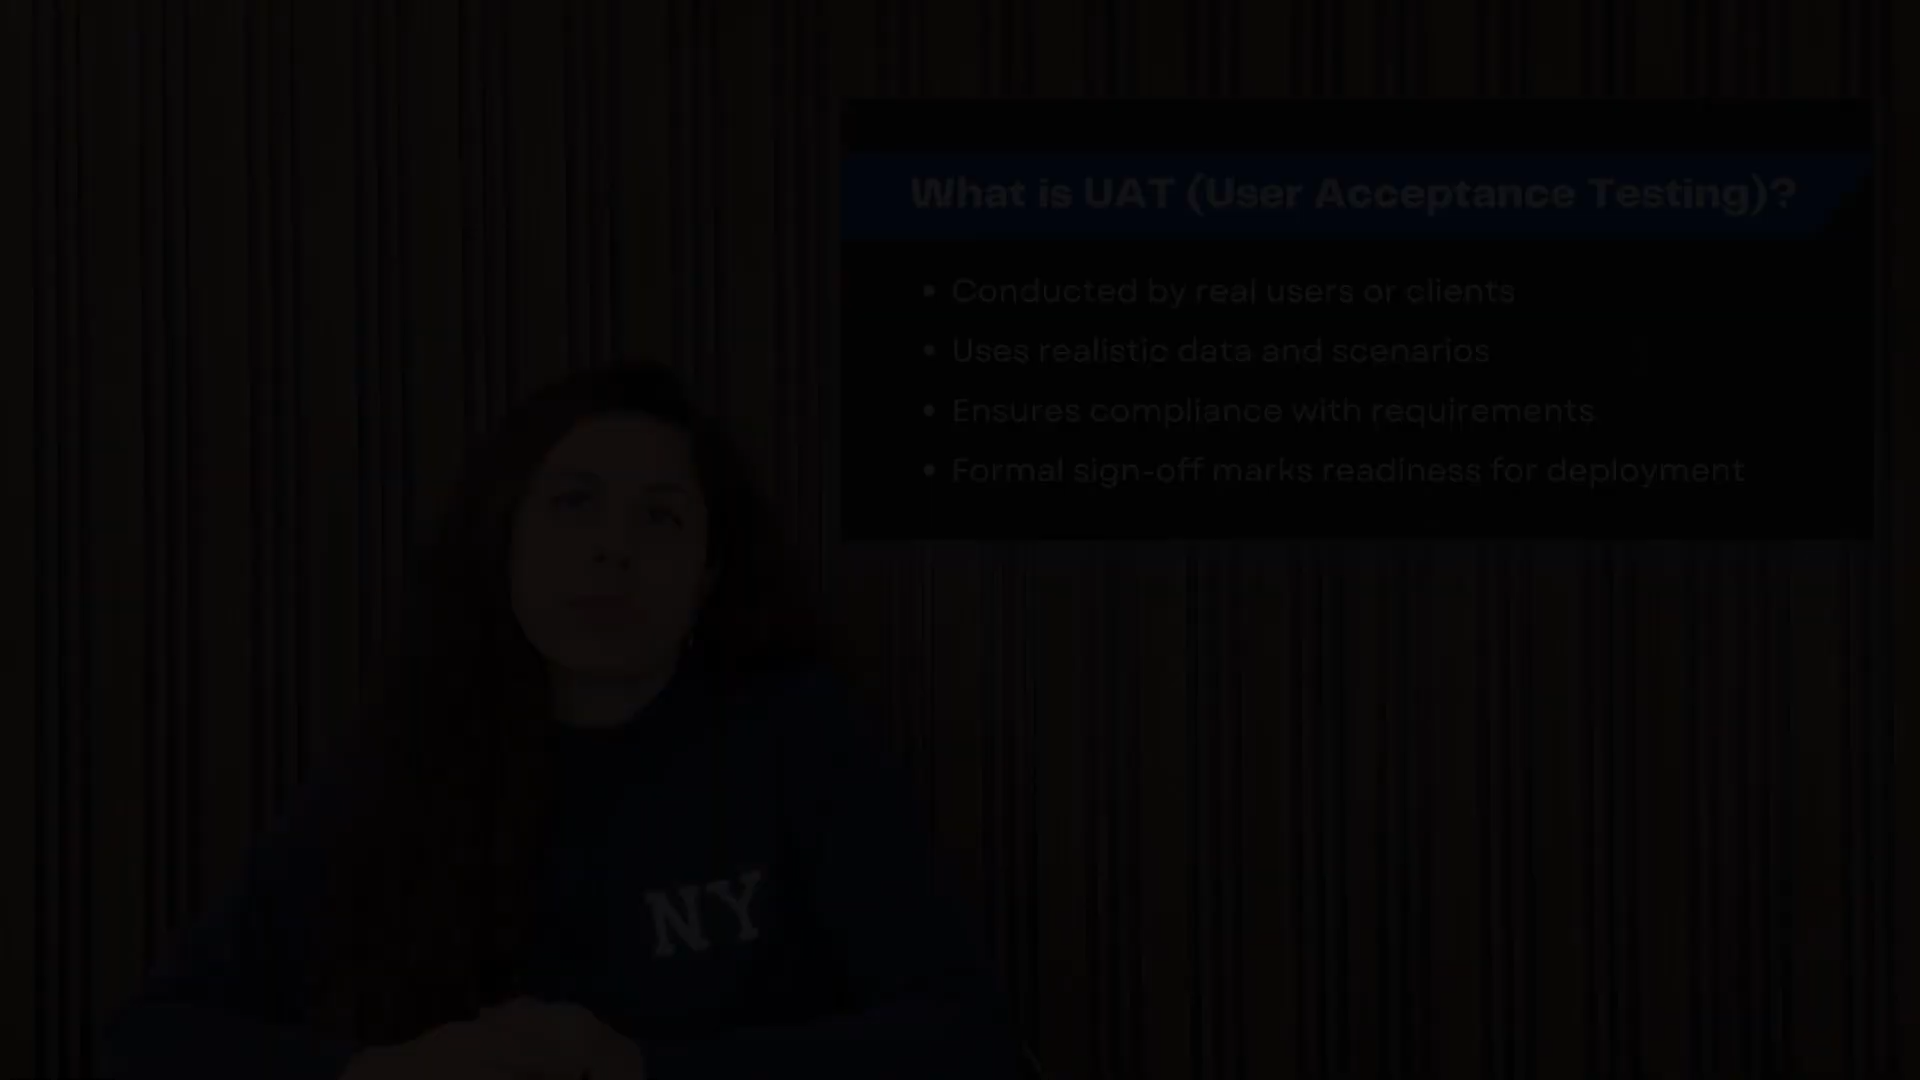 What is UAT (User Acceptance Testing)?
• Conducted by real users or clients
• Uses realistic data and scenarios
• Ensures compliance with requirements
• Formal sign-off marks readiness for deployment
NY